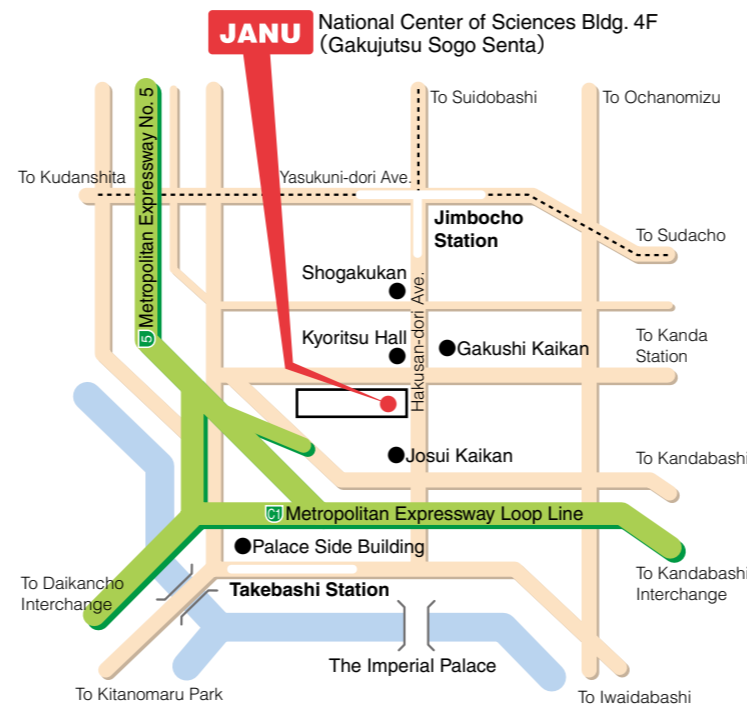 JANU
National Center of Sciences Bldg. 4F
(Gakujutsu Sogo Senta)
To Suidobashi
To Ochanomizu
Metropolitan Expressway No. 5
To Kudanshita
Yasukuni-dori Ave.
Jimbocho
Station
To Sudacho
Shogakukan
Hakusan-dori Ave.
5
Kyoritsu Hall
Gakushi Kaikan
To Kanda
Station
Josui Kaikan
To Kandabashi
C1
Metropolitan Expressway Loop Line
Palace Side Building
To Daikancho
Interchange
Takebashi Station
To Kandabashi
Interchange
The Imperial Palace
To Kitanomaru Park
To Iwaidabashi